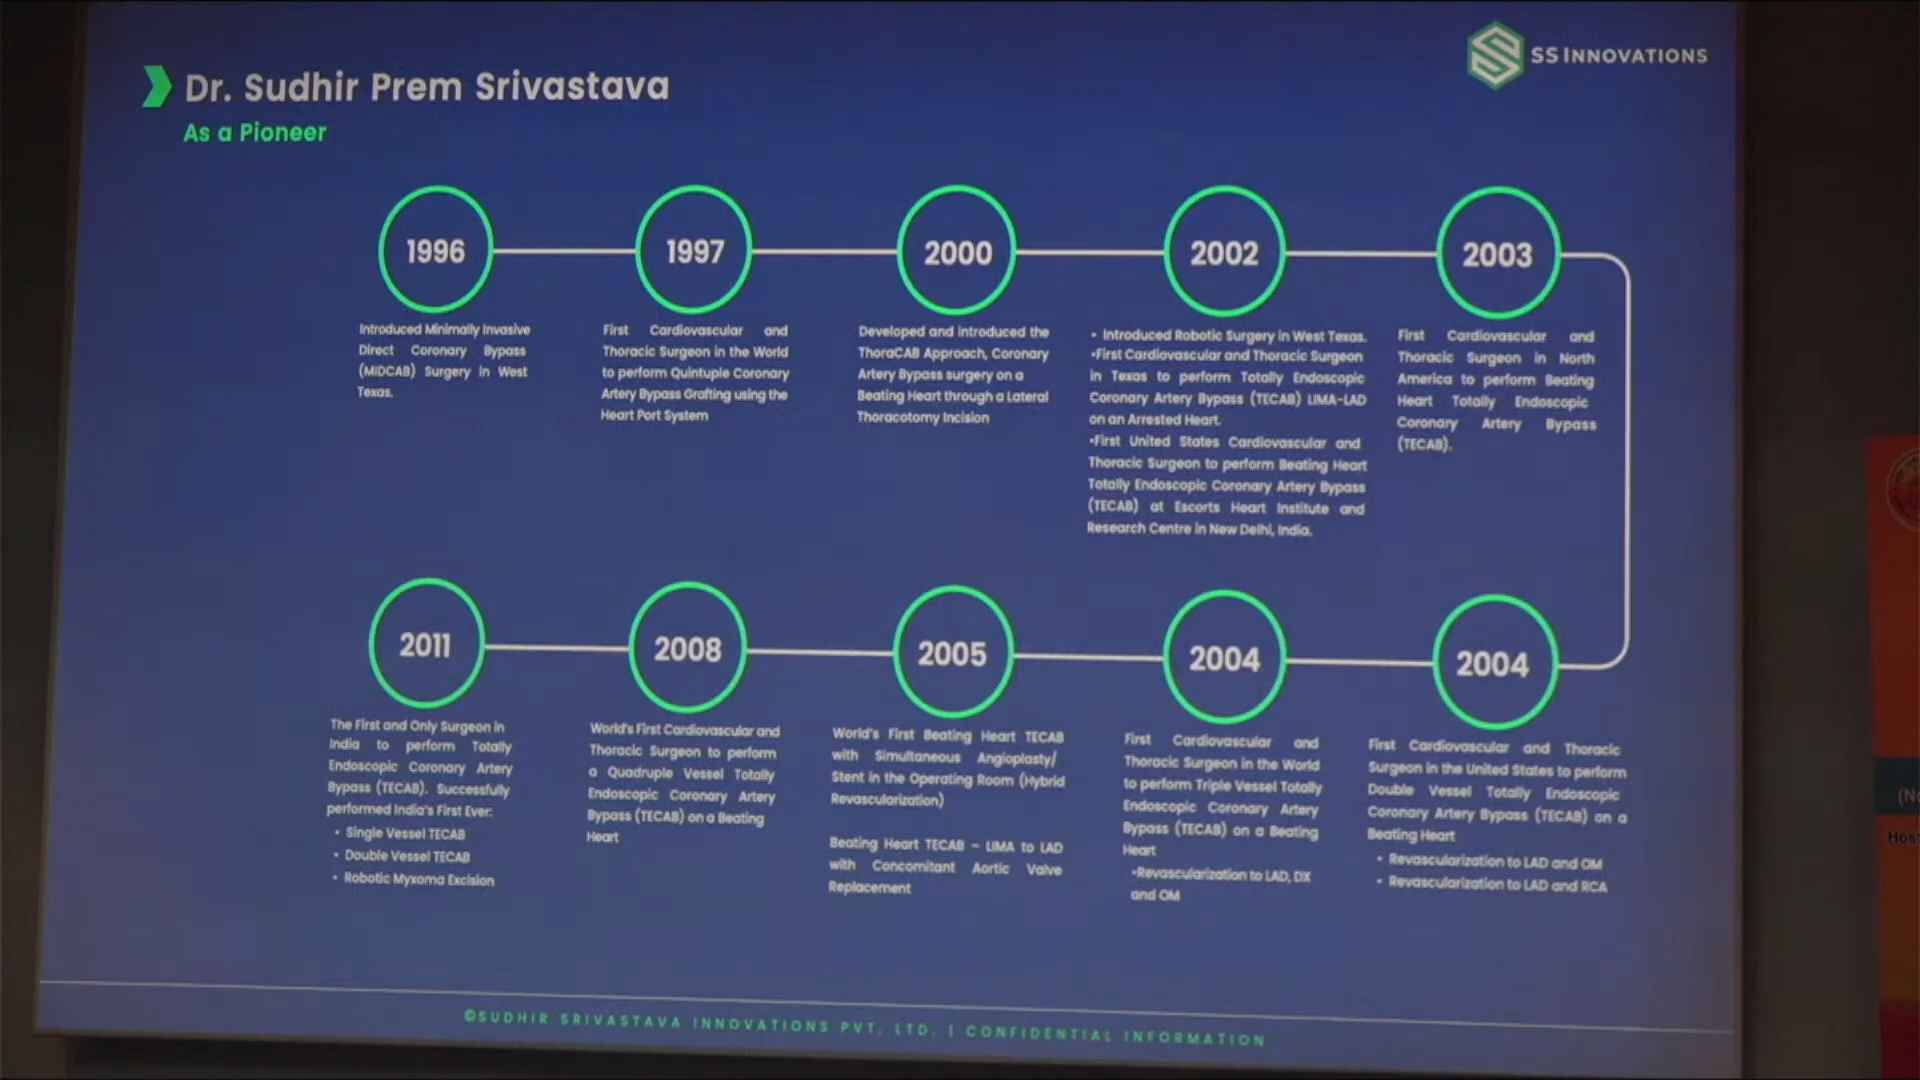 SS INNOVATIONS
Dr. Sudhir Prem Srivastava
As a Pioneer
1996
Introduced Minimally Invasive
Direct Coronary Bypass
(MIDCAB) Surgery in West
Texas.
1997
First Cardiovascular and
Thoracic Surgeon in the World
to perform Quintuple Coronary
Artery Bypass Grafting using the
Heart Port System
2000
Developed and introduced the
ThoraCAB Approach, Coronary
Artery Bypass surgery on a
Beating Heart through a Lateral
Thoracotomy Incision
2002
• Introduced Robotic Surgery in West Texas.
•First Cardiovascular and Thoracic Surgeon
in Texas to perform Totally Endoscopic
Coronary Artery Bypass (TECAB) LIMA-LAD
on an Arrested Heart.
•First United States Cardiovascular and
Thoracic Surgeon to perform Beating Heart
Totally Endoscopic Coronary Artery Bypass
(TECAB) at Escorts Heart Institute and
Research Centre in New Delhi, India.
2003
First Cardiovascular and
Thoracic Surgeon in North
America to perform Beating
Heart Totally Endoscopic
Coronary Artery Bypass
(TECAB).
2011
The First and Only Surgeon in
India to perform Totally
Endoscopic Coronary Artery
Bypass (TECAB). Successfully
performed India's First Ever:
• Single Vessel TECAB
• Double Vessel TECAB
• Robotic Myxoma Excision
2008
World's First Cardiovascular and
Thoracic Surgeon to perform
a Quadruple Vessel Totally
Endoscopic Coronary Artery
Bypass (TECAB) on a Beating
Heart
2005
World's First Beating Heart TECAB
with Simultaneous Angioplasty/
Stent in the Operating Room (Hybrid
Revascularization)
Beating Heart TECAB – LIMA to LAD
with Concomitant Aortic Valve
Replacement
2004
First Cardiovascular and
Thoracic Surgeon in the World
to perform Triple Vessel Totally
Endoscopic Coronary Artery
Bypass (TECAB) on a Beating
Heart
•Revascularization to LAD, DX
and OM
2004
First Cardiovascular and Thoracic
Surgeon in the United States to perform
Double Vessel Totally Endoscopic
Coronary Artery Bypass (TECAB) on a
Beating Heart
• Revascularization to LAD and OM
• Revascularization to LAD and RCA
©SUDHIR SRIVASTAVA INNOVATIONS PVT. LTD. | CONFIDENTIAL INFORMATION